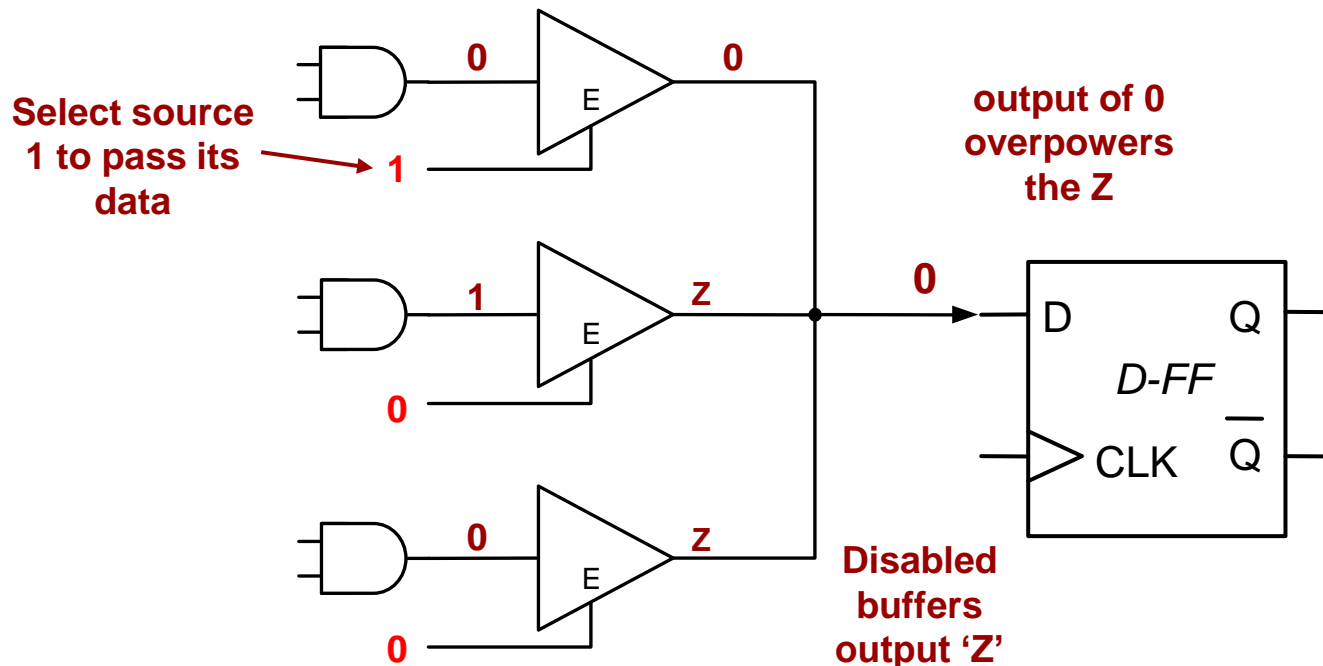 0
0
E
Select source
1 to pass its
data
1
output of 0
overpowers
the Z
1
Z
0
E
0
D
Q
D-FF
CLK
Q
0
Z
E
0
Disabled
buffers
output ‘Z’